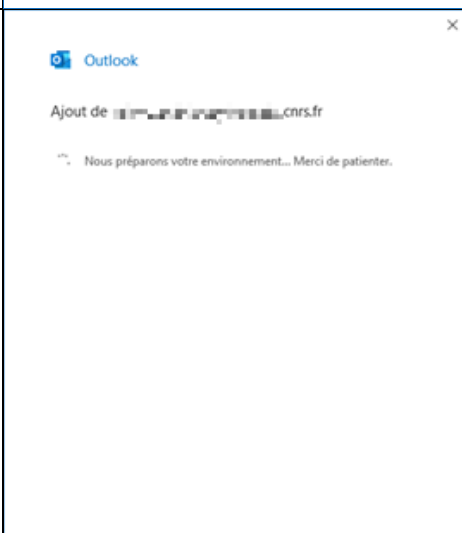 Outlook
Ajout de cnrs.fr
Nous préparons votre environnement... Merci de patienter.